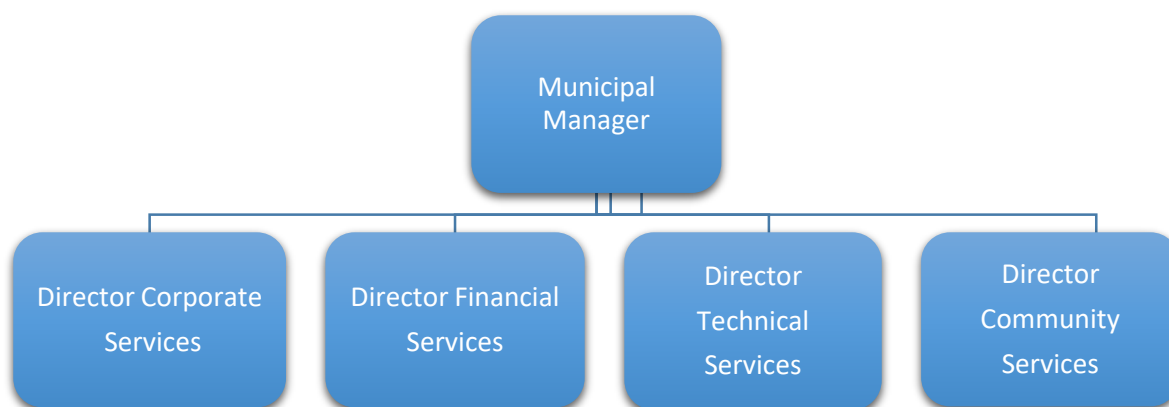 Municipal
Manager
Director Corporate
Services
Director Financial
Services
Director
Technical
Services
Director
Community
Services